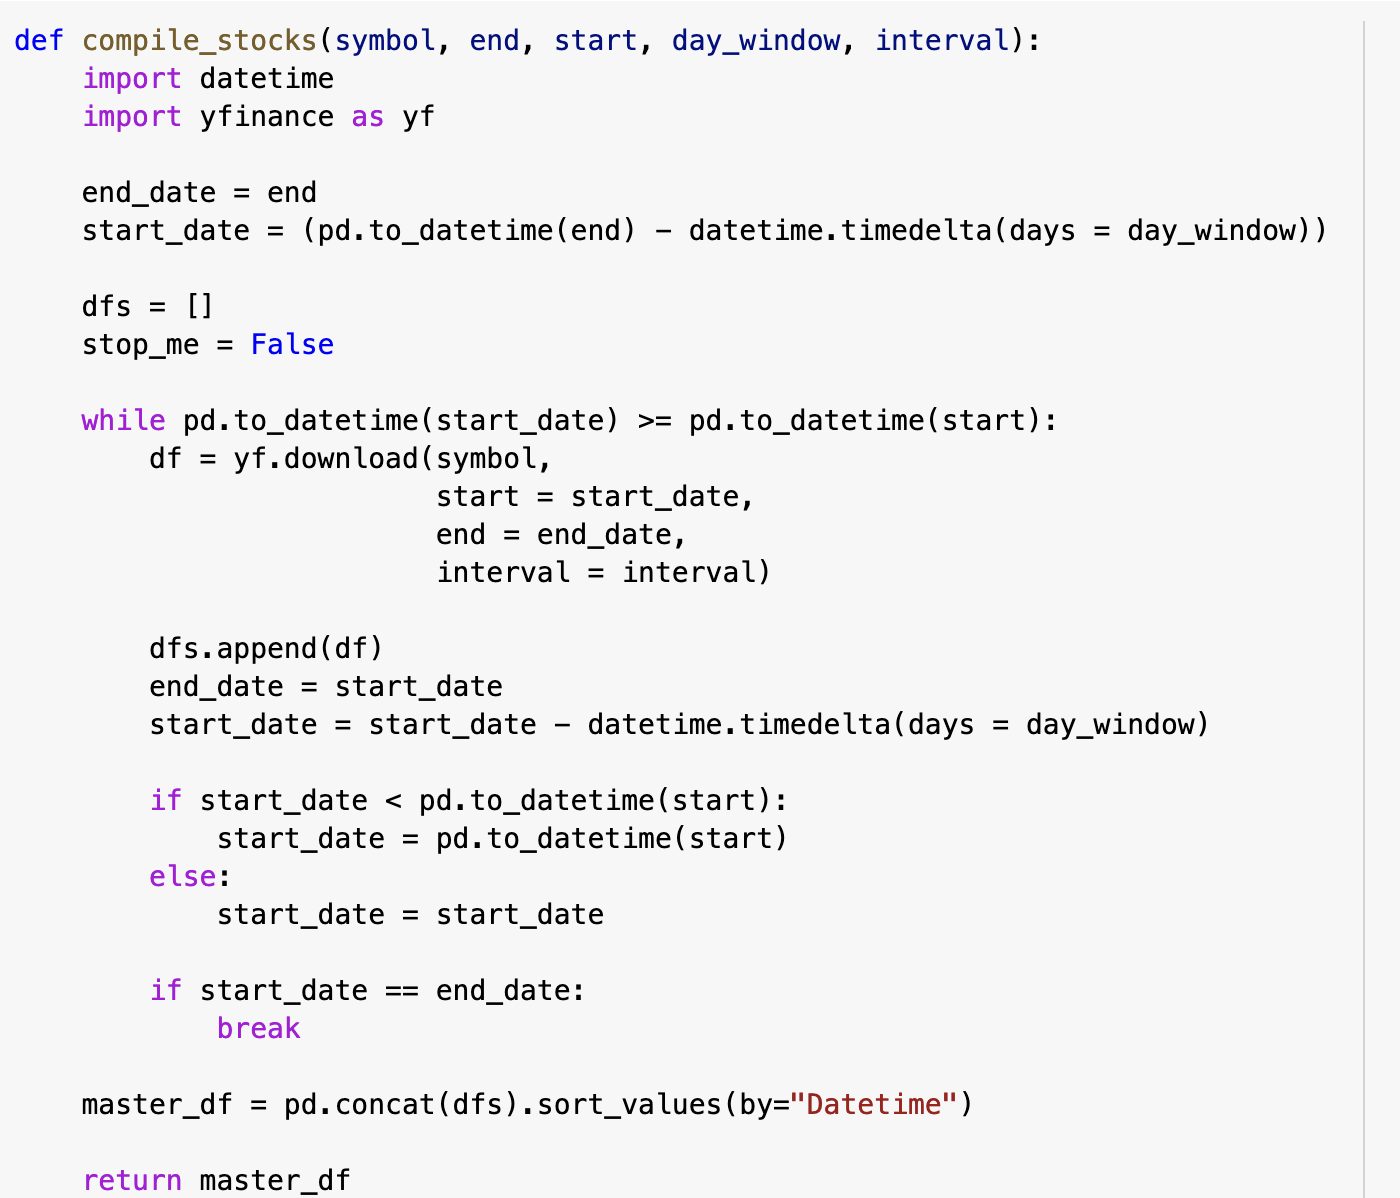 def compile_stocks(symbol, end, start, day_window, interval):
    import datetime
    import yfinance as yf

    end_date = end
    start_date = (pd.to_datetime(end) - datetime.timedelta(days = day_window))

    dfs = []
    stop_me = False

    while pd.to_datetime(start_date) >= pd.to_datetime(start):
        df = yf.download(symbol,
                         start = start_date,
                         end = end_date,
                         interval = interval)

        dfs.append(df)
        end_date = start_date
        start_date = start_date - datetime.timedelta(days = day_window)

        if start_date < pd.to_datetime(start):
            start_date = pd.to_datetime(start)
        else:
            start_date = start_date

        if start_date == end_date:
            break

    master_df = pd.concat(dfs).sort_values(by="Datetime")

    return master_df